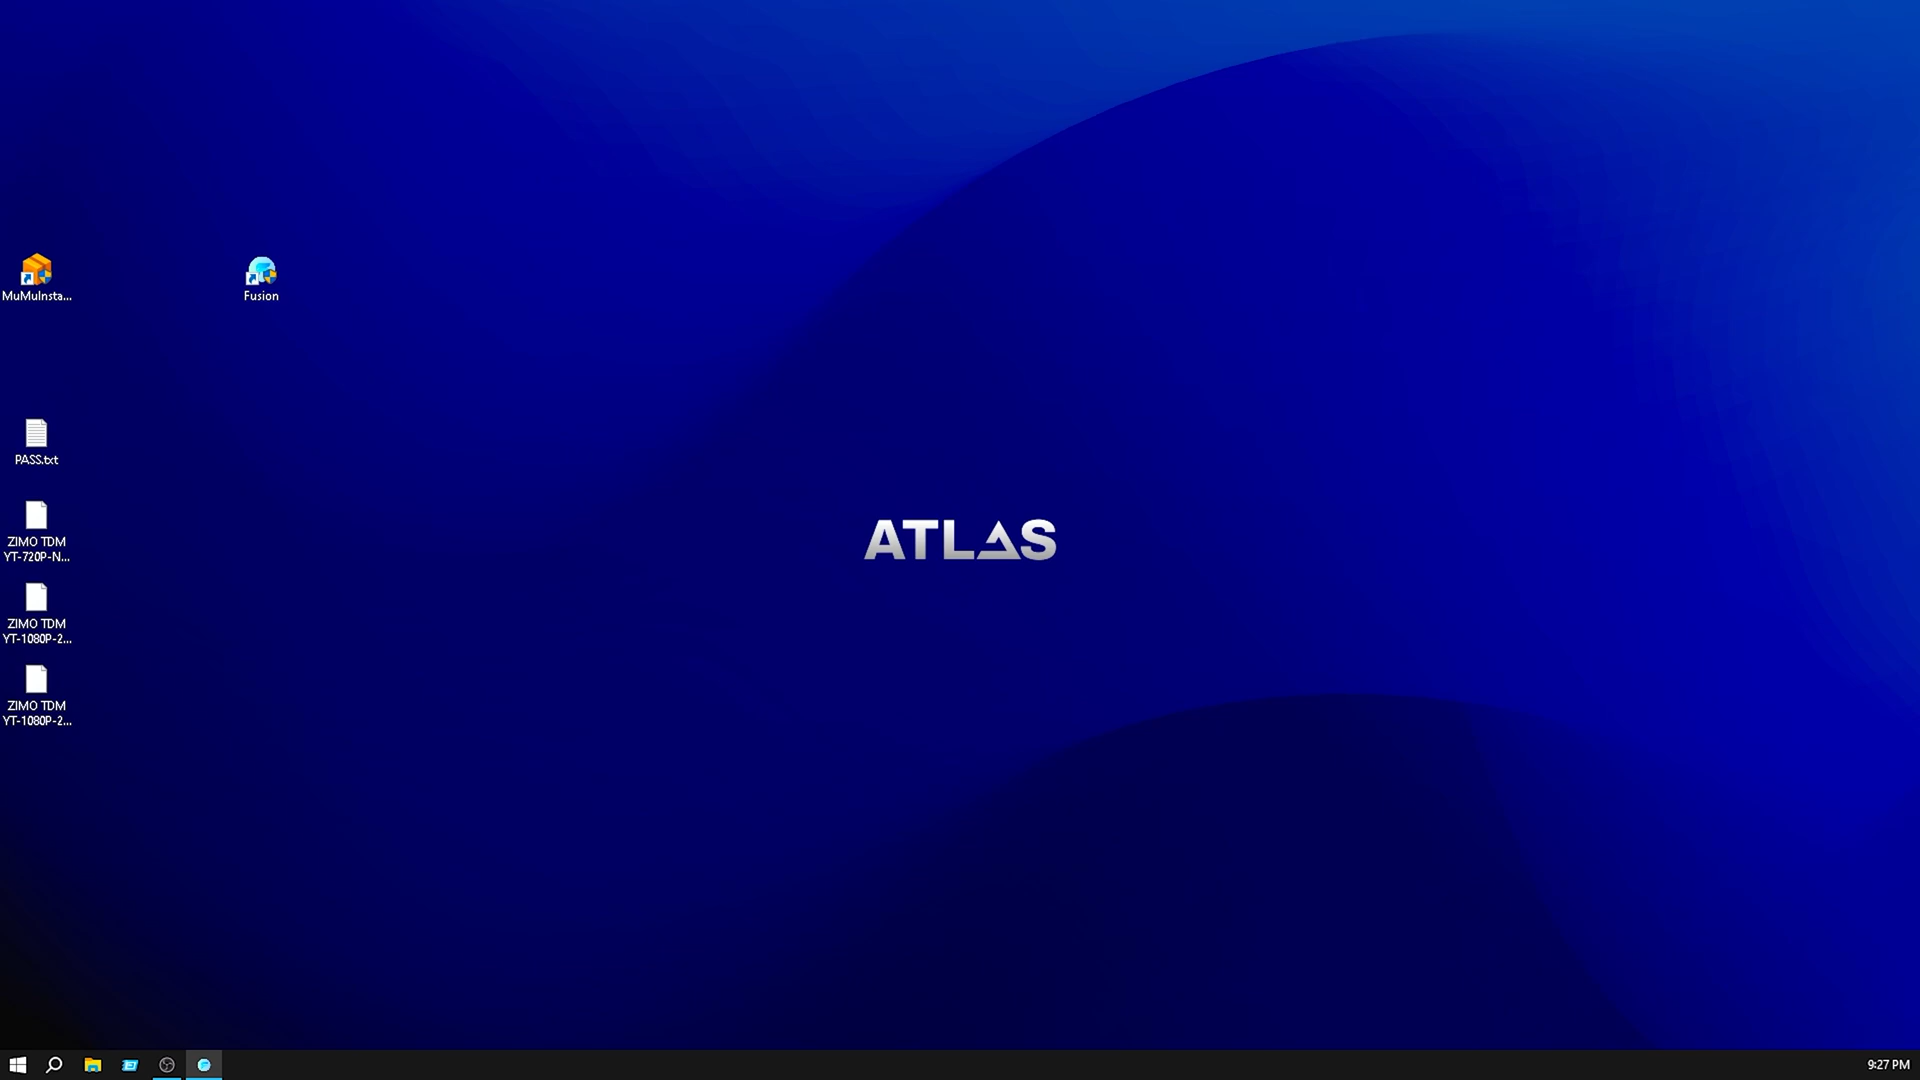 MuMuInsta...
Fusion
PASS.txt
ZIMO TDM
YT-720P-N...
ZIMO TDM
YT-1080P-2...
ZIMO TDM
YT-1080P-2...
ATLAS
9:27 PM